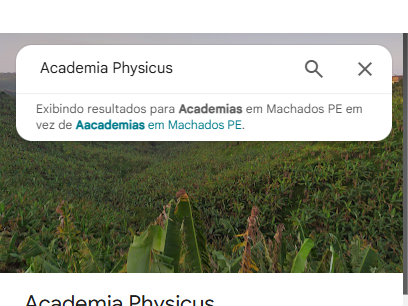 Academia Physicus
Exibindo resultados para Academias em Machados PE em
vez de Aacademias em Machados PE.
Academia Physicus